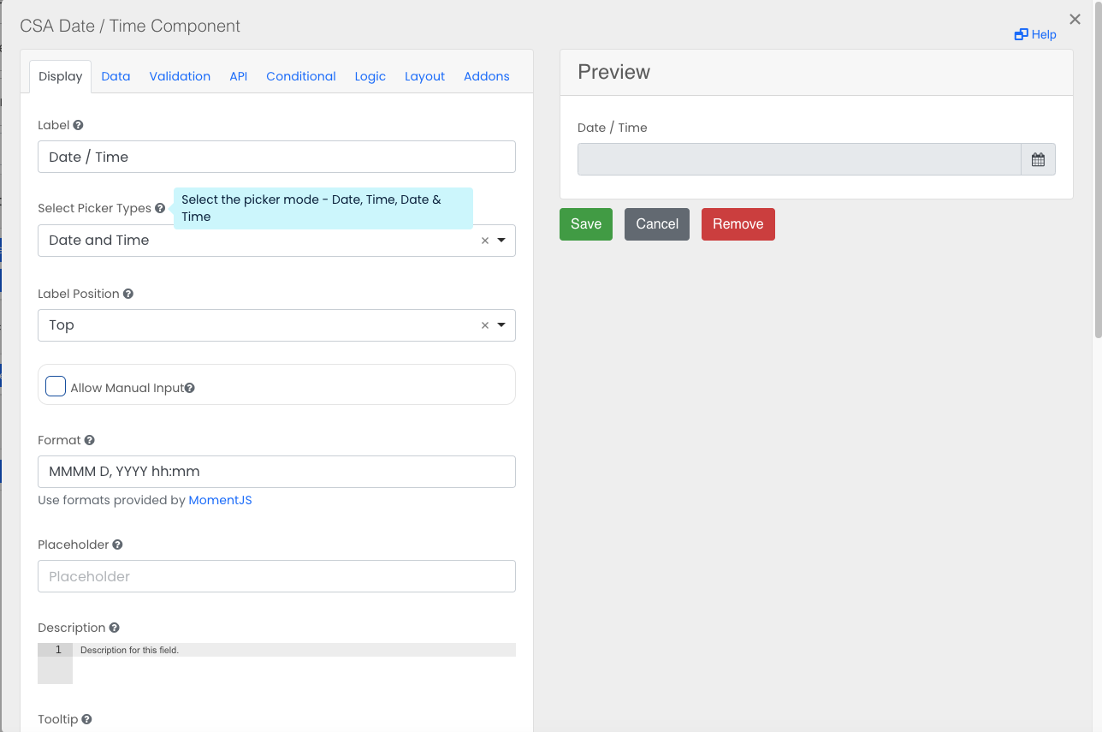 CSA Date / Time Component
Help
Display Data Validation API Conditional Logic Layout Addons
Label
Date / Time
Select Picker Types
Select the picker mode - Date, Time, Date &
Time
Date and Time
Label Position
Top
Allow Manual Input
Format
MMMM D, YYYY hh:mm
Use formats provided by MomentJS
Placeholder
Placeholder
Description
1 Description for this field.
Tooltip
Preview
Date / Time
Save Cancel Remove